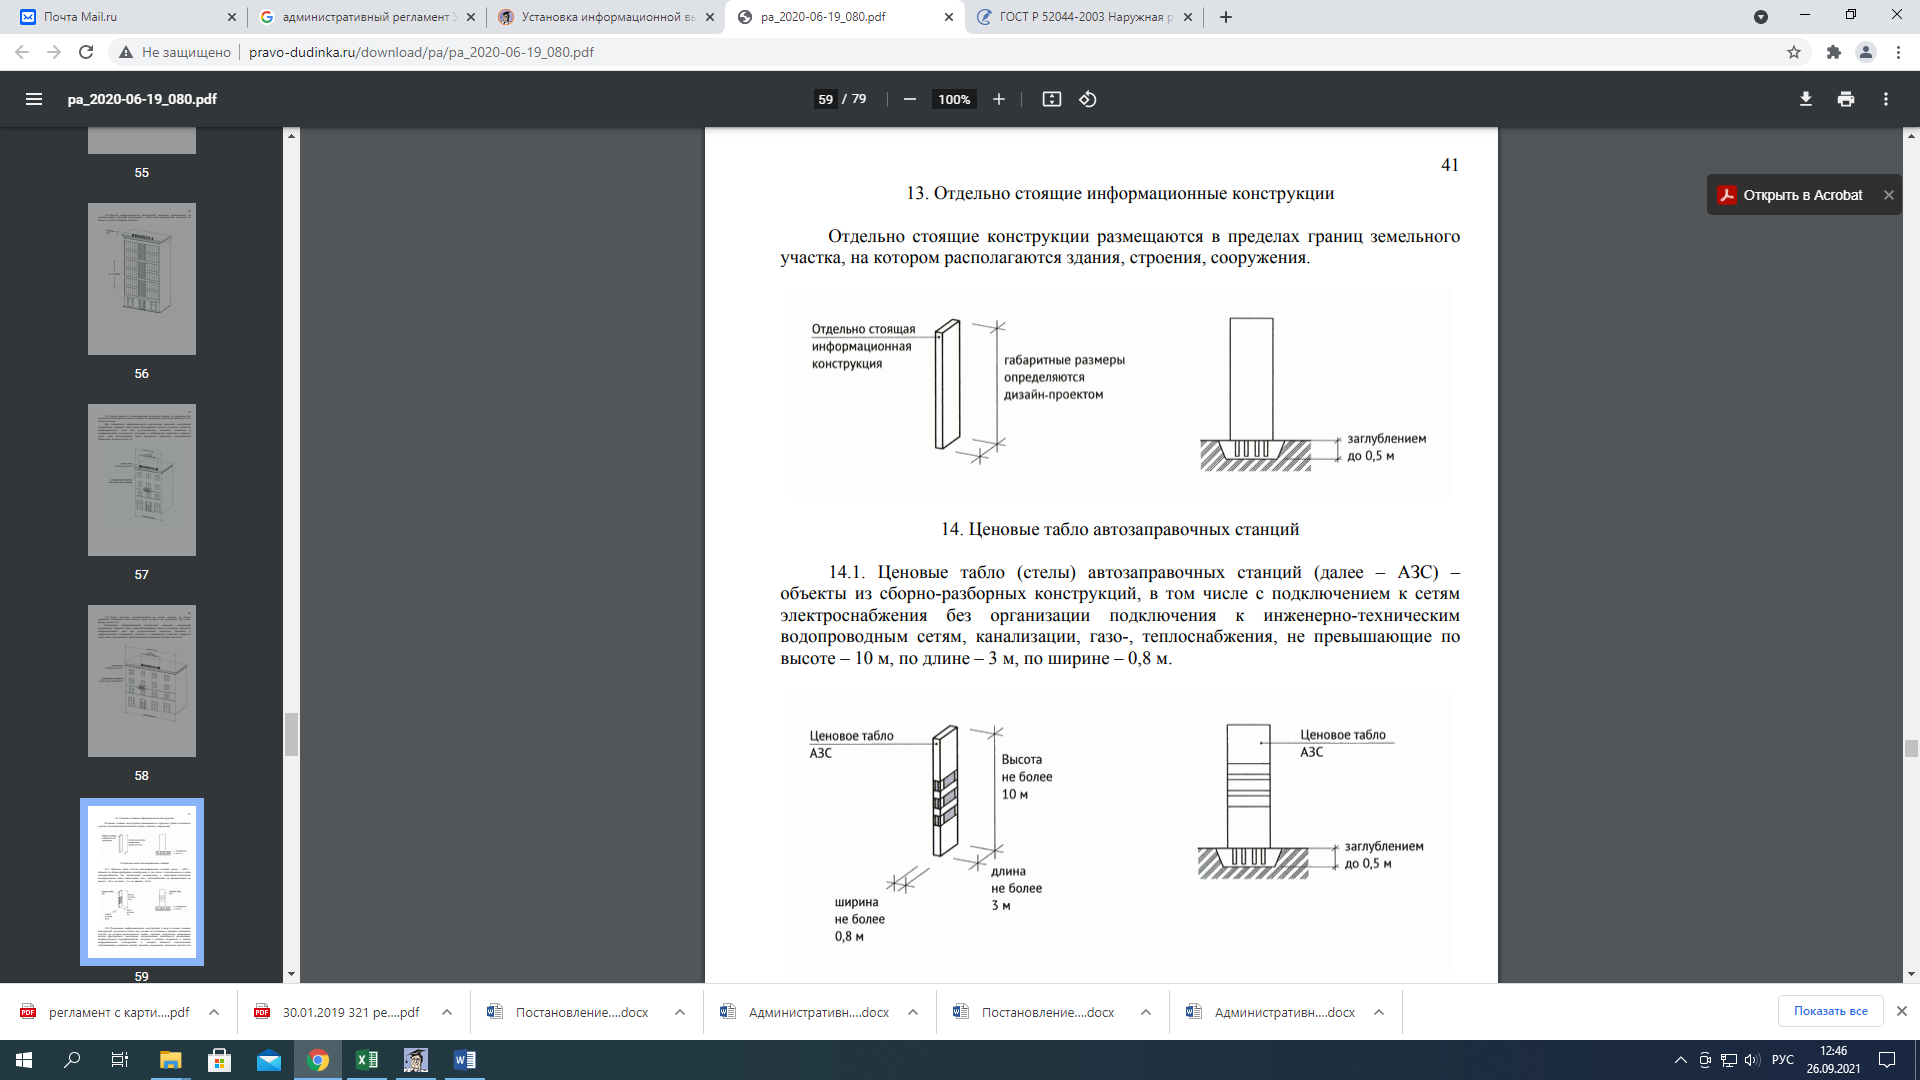 Почта Mail.ru
административный регламент У
Установка информационной вы
pa_2020-06-19_080.pdf
ГОСТ Р 52044-2003 Наружная р
Не защищено
pravo-dudinka.ru/download/pa/pa_2020-06-19_080.pdf
pa_2020-06-19_080.pdf
59 / 79
100%
Открыть в Acrobat
55
56
57
58
59
41
13. Отдельно стоящие информационные конструкции
Отдельно стоящие конструкции размещаются в пределах границ земельного
участка, на котором располагаются здания, строения, сооружения.
Отдельно стоящая
информационная
конструкция
габаритные размеры
определяются
дизайн-проектом
заглублением
до 0,5 м
14. Ценовые табло автозаправочных станций
14.1. Ценовые табло (стелы) автозаправочных станций (далее – АЗС) –
объекты из сборно-разборных конструкций, в том числе с подключением к сетям
электроснабжения без организации подключения к инженерно-техническим
водопроводным сетям, канализации, газо-, теплоснабжения, не превышающие по
высоте – 10 м, по длине – 3 м, по ширине – 0,8 м.
Ценовое табло
АЗС
Высота
не более
10 м
длина
не более
3 м
ширина
не более
0,8 м
Ценовое табло
АЗС
заглублением
до 0,5 м
регламент с карти....pdf
30.01.2019 321 ре....pdf
Постановление....docx
Административн....docx
Постановление....docx
Административн....docx
Показать все
РУС
12:46
26.09.2021